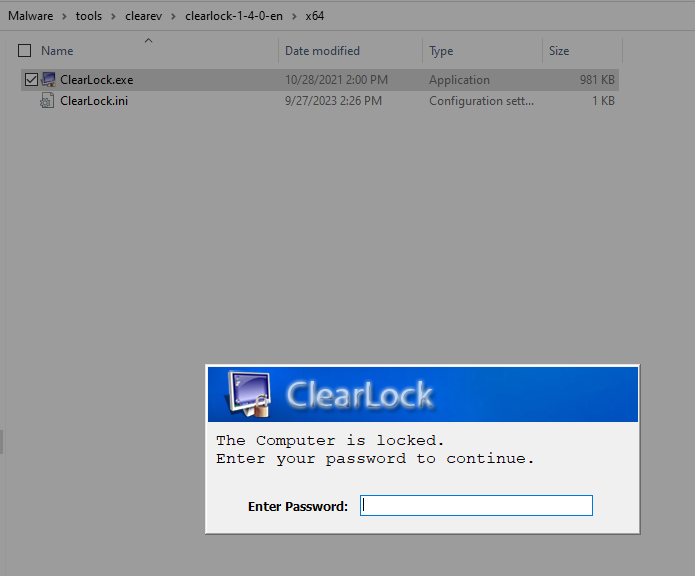 Malware > tools > clearev > clearlock-1-4-0-en > x64
Name Date modified Type Size
ClearLock.exe 10/28/2021 2:00 PM Application 981 KB
ClearLock.ini 9/27/2023 2:26 PM Configuration sett... 1 KB
ClearLock
The Computer is locked.
Enter your password to continue.
Enter Password: